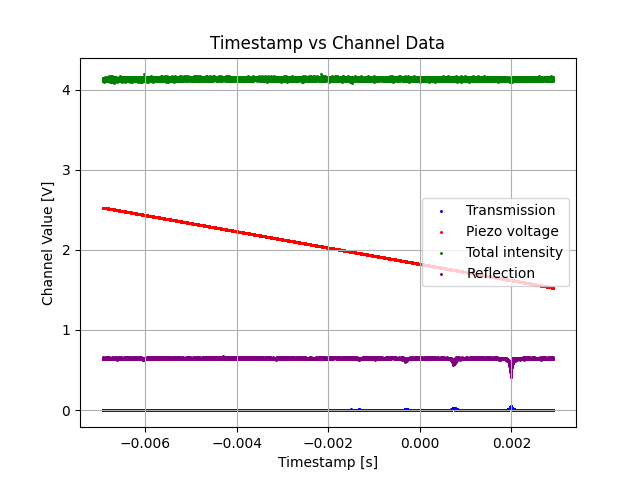 Timestamp vs Channel Data
Channel Value [V]
4
3
2
1
0
Transmission
Piezo voltage
Total intensity
Reflection
−0.006 −0.004 −0.002 0.000 0.002
Timestamp [s]